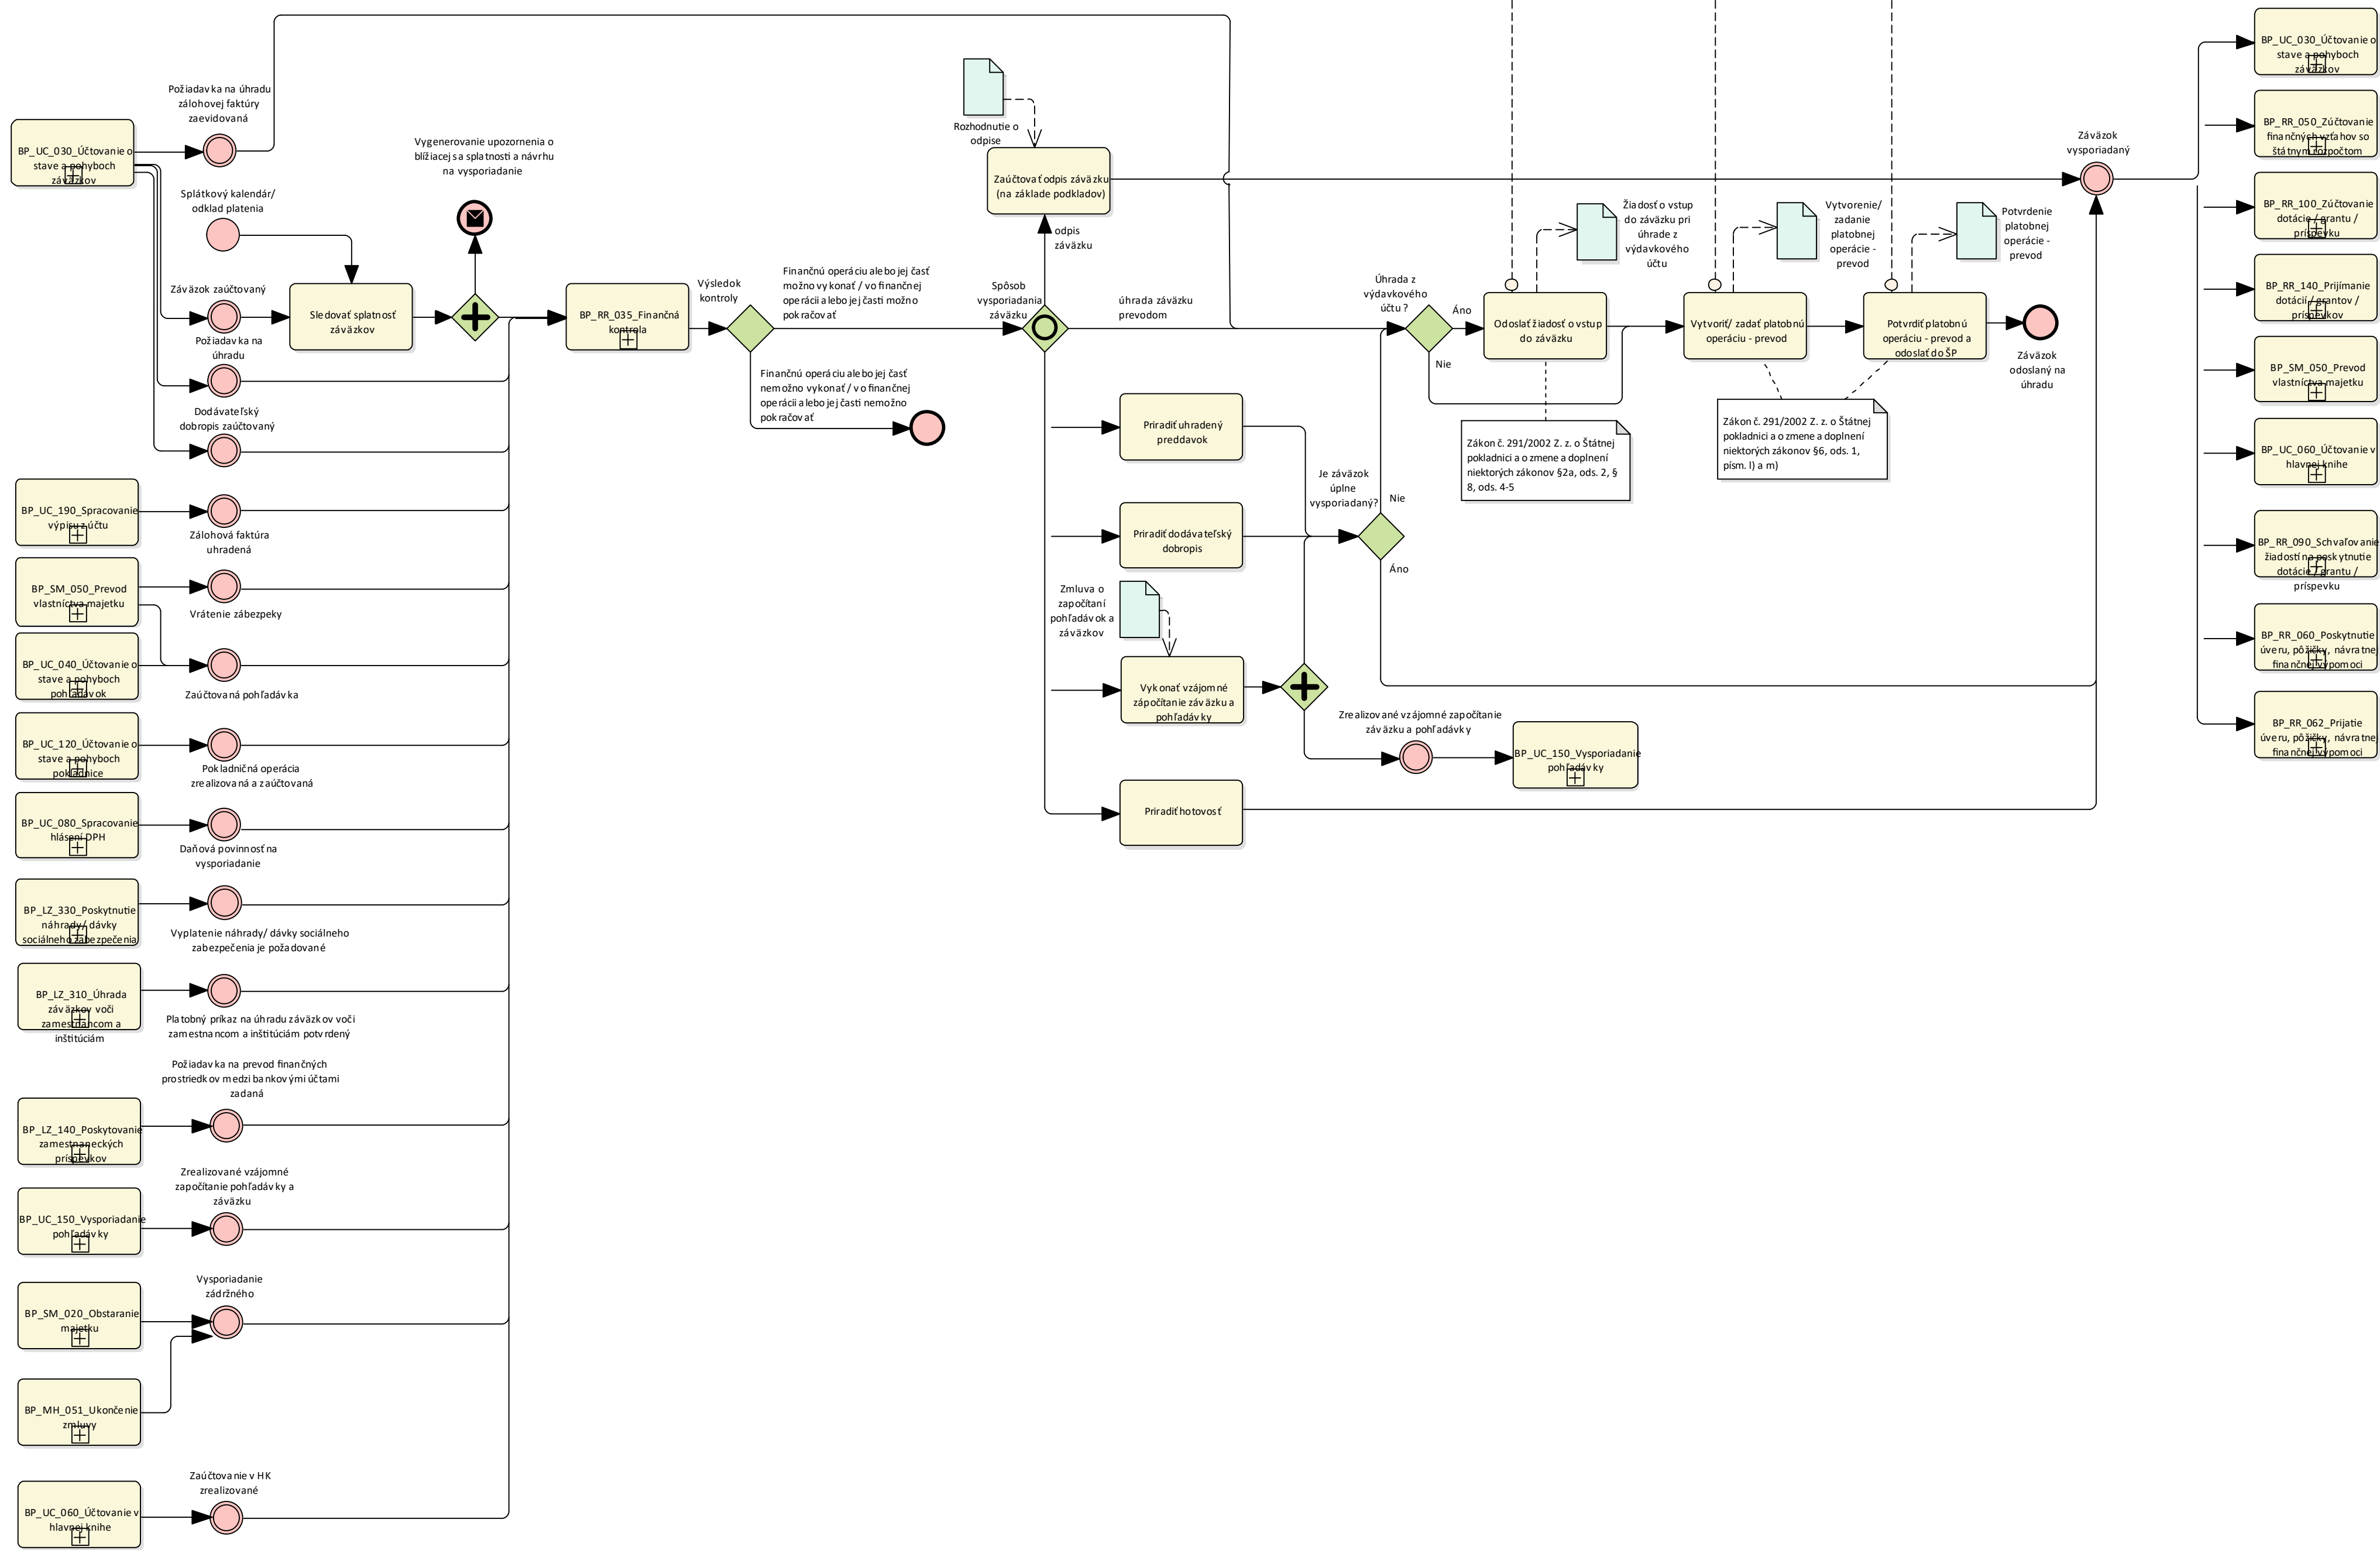 Požiadavka na úhradu
zálohovej faktúry
zaevidovaná
BP_UC_030_Účtovanie o
stave a pohyboch
záväzkov
Splátkový kalendár/
odklad platenia
Vygenerovanie upozornenia o
blížiacej sa splatnosti a návrhu
na vysporiadanie
Záväzok zaúčtovaný
Sledovať splatnosť
záväzkov
Požiadavka na
úhradu
Dodávateľský
dobropis zaúčtovaný
BP_RR_035_Finančná
kontrola
Výsledok
kontroly
Finančnú operáciu alebo jej časť
možno vykonať / vo finančnej
operácii alebo jej časti možno
pokračovať
Finančnú operáciu alebo jej časť
nemožno vykonať / v o finančnej
operácii alebo jej časti nemožno
pokračovať
Rozhodnutie o
odpise
Zaúčtovať odpis záväzku
(na základe podkladov)
odpis
záväzku
Spôsob
vysporiadania
záväzku
úhrada záväzku
prevodom
Úhrada z
výdavkového
účtu ?
Áno
Nie
Odoslať žiadosť o vstup
do záväzku
Žiadosť o vstup
do záväzku pri
úhrade z
výdavkového
účtu
Vytvoriť/ zadať platobnú
operáciu - prevod
Vytvorenie/
zadanie
platobnej
operácie -
prevod
Potvrdiť platobnú
operáciu - prevod a
odoslať do ŠP
Potvrdenie
platobnej
operácie -
prevod
Záväzok
odoslaný na
úhradu
Záväzok
vysporiadaný
Zákon č. 291/2002 Z. z. o Štátnej
pokladnici a o zmene a doplnení
niektorých zákonov §2a, ods. 2, §
8, ods. 4-5
Zákon č. 291/2002 Z. z. o Štátnej
pokladnici a o zmene a doplnení
niektorých zákonov §6, ods. 1,
písm. l) a m)
Priradiť uhradený
preddavok
Priradiť dodávateľský
dobropis
Je záväzok
úplne
vysporiadaný?
Nie
Áno
Zmluva o
započítaní
pohľadávok a
záväzkov
Vykonať vzájomné
zápočítanie záväzku a
pohľadávky
Zrealizované vzájomné započítanie
záväzku a pohľadávky
BP_UC_150_Vysporiadanie
pohľadávky
Priradiť hotovosť
BP_UC_190_Spracovanie
výpisu z účtu
Zálohová faktúra
uhradená
BP_SM_050_Prevod
vlastníctva majetku
Vrátenie zábezpeky
BP_UC_040_Účtovanie o
stave a pohyboch
pohľadávok
Zaúčtovaná pohľadávka
BP_UC_120_Účtovanie o
stave a pohyboch
pokladnice
Pokladničná operácia
zrealizovaná a zaúčtovaná
BP_UC_080_Spracovanie
hlásení DPH
Daňová povinnosť na
vysporiadanie
BP_LZ_330_Poskytnutie
náhrady/ dávky
sociálneho zabezpečenia
Vyplatenie náhrady/ dávky sociálneho
zabezpečenia je požadované
BP_LZ_310_Úhrada
záväzkov voči
zamestnancom a
inštitúciám
Platobný príkaz na úhradu záväzkov voči
zamestnancom a inštitúciám potvrdený
Požiadavka na prevod finančných
prostriedkov medzi bankovými účtami
zadaná
BP_LZ_140_Poskytovanie
zamestnaneckých
príspevkov
Zrealizované vzájomné
započítanie pohľadávky a
záväzku
BP_UC_150_Vysporiadanie
pohľadávky
Vysporiadanie
zádržného
BP_SM_020_Obstaranie
majetku
BP_MH_051_Ukončenie
zmluvy
Zaúčtovanie v HK
zrealizované
BP_UC_060_Účtovanie v
hlavnej knihe
BP_UC_030_Účtovanie o
stave a pohyboch
záväzkov
BP_RR_050_Zúčtovanie
finančných vzťahov so
štátnym rozpočtom
BP_RR_100_Zúčtovanie
dotácie / grantu /
príspevku
BP_RR_140_Prijímanie
dotácií / grantov /
príspevkov
BP_SM_050_Prevod
vlastníctva majetku
BP_UC_060_Účtovanie v
hlavnej knihe
BP_RR_090_Schvaľovanie
žiadostí na poskytnutie
dotácie / grantu /
príspevku
BP_RR_060_Poskytnutie
úveru, pôžičky, návratnej
finančnej výpomoci
BP_RR_062_Prijatie
úveru, pôžičky, návratnej
finančnej výpomoci